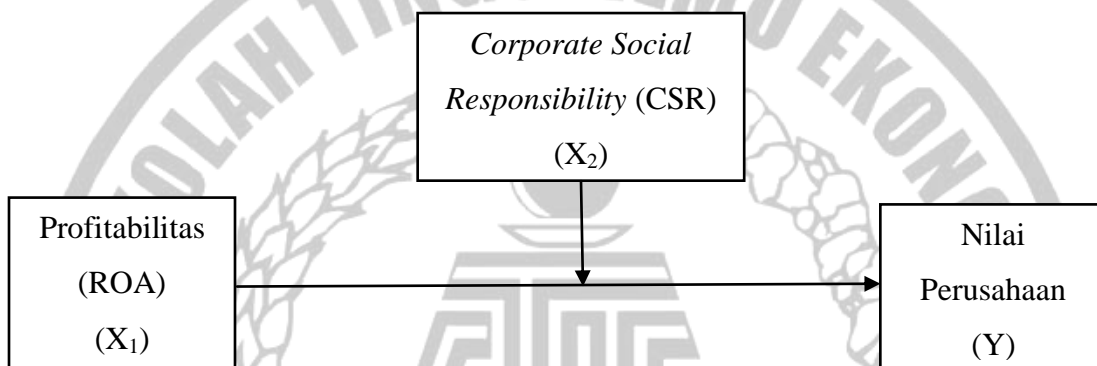 Corporate Social
Responsibility (CSR)
(X₂)
Profitabilitas
(ROA)
(X₁)
Nilai
Perusahaan
(Y)